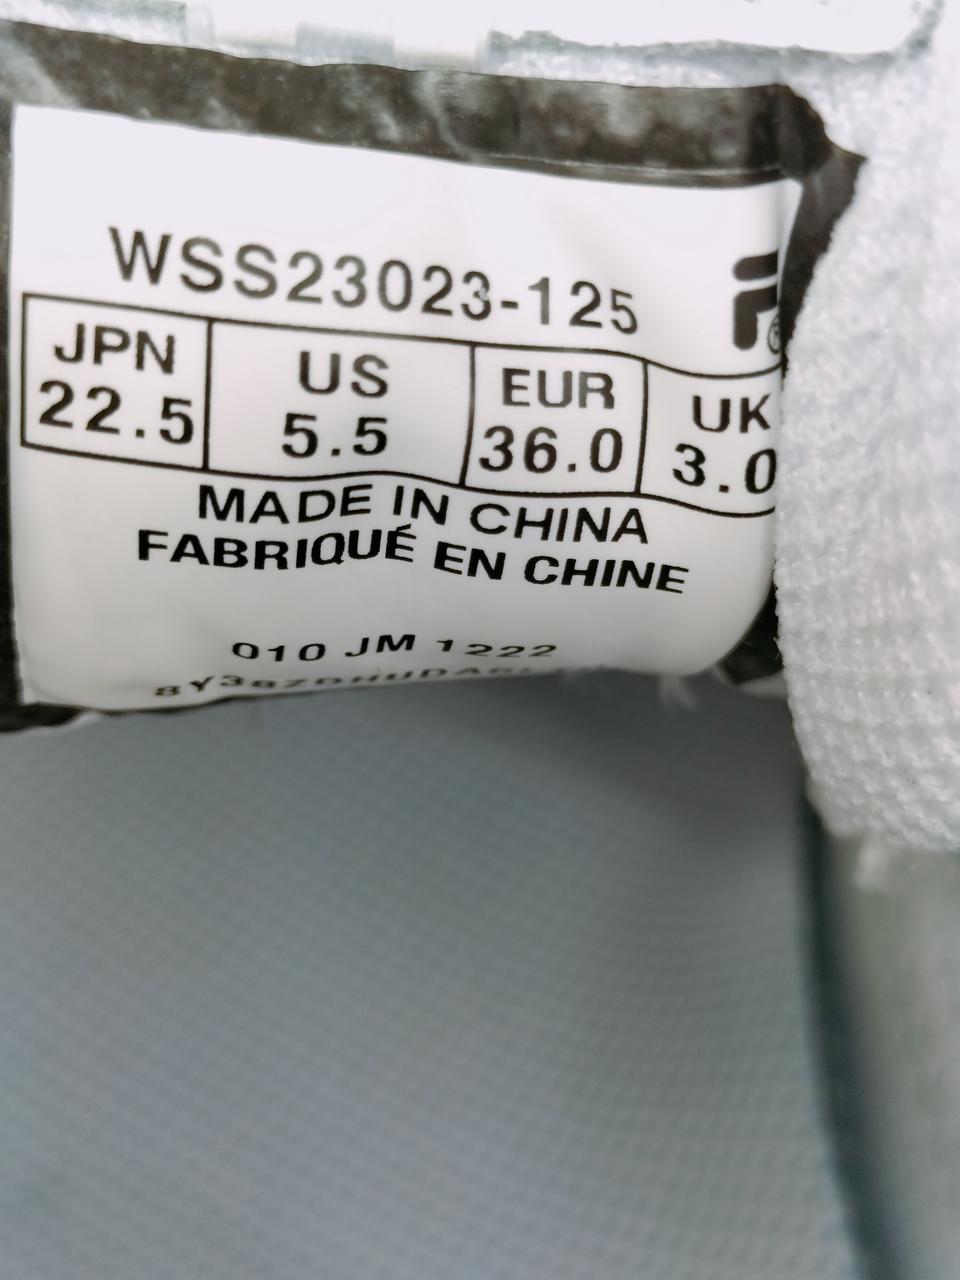 WSS23023-125
JPN US EUR UK
22.5 5.5 36.0 3.0
MADE IN CHINA
FABRIQUÉ EN CHINE
010 JM 1222